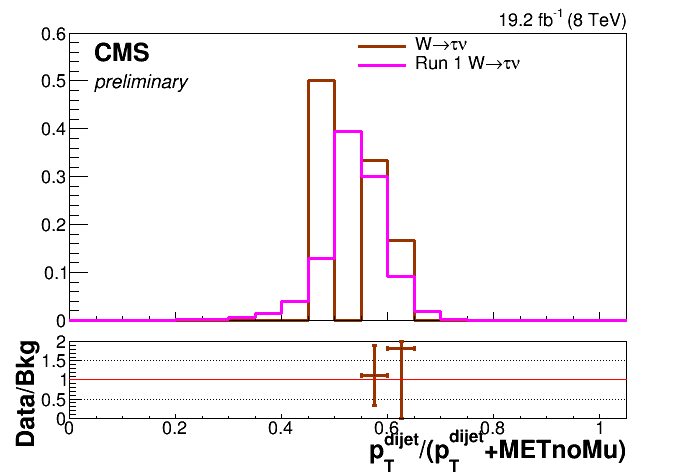 19.2 fb⁻¹ (8 TeV)
CMS
preliminary
W→τν
Run 1 W→τν
0.6
0.5
0.4
0.3
0.2
0.1
0
Data/Bkg
2
1.5
1
0.5
0
0 0.2 0.4 0.6 0.8 1
p_T^dijet/(p_T^dijet+METnoMu)